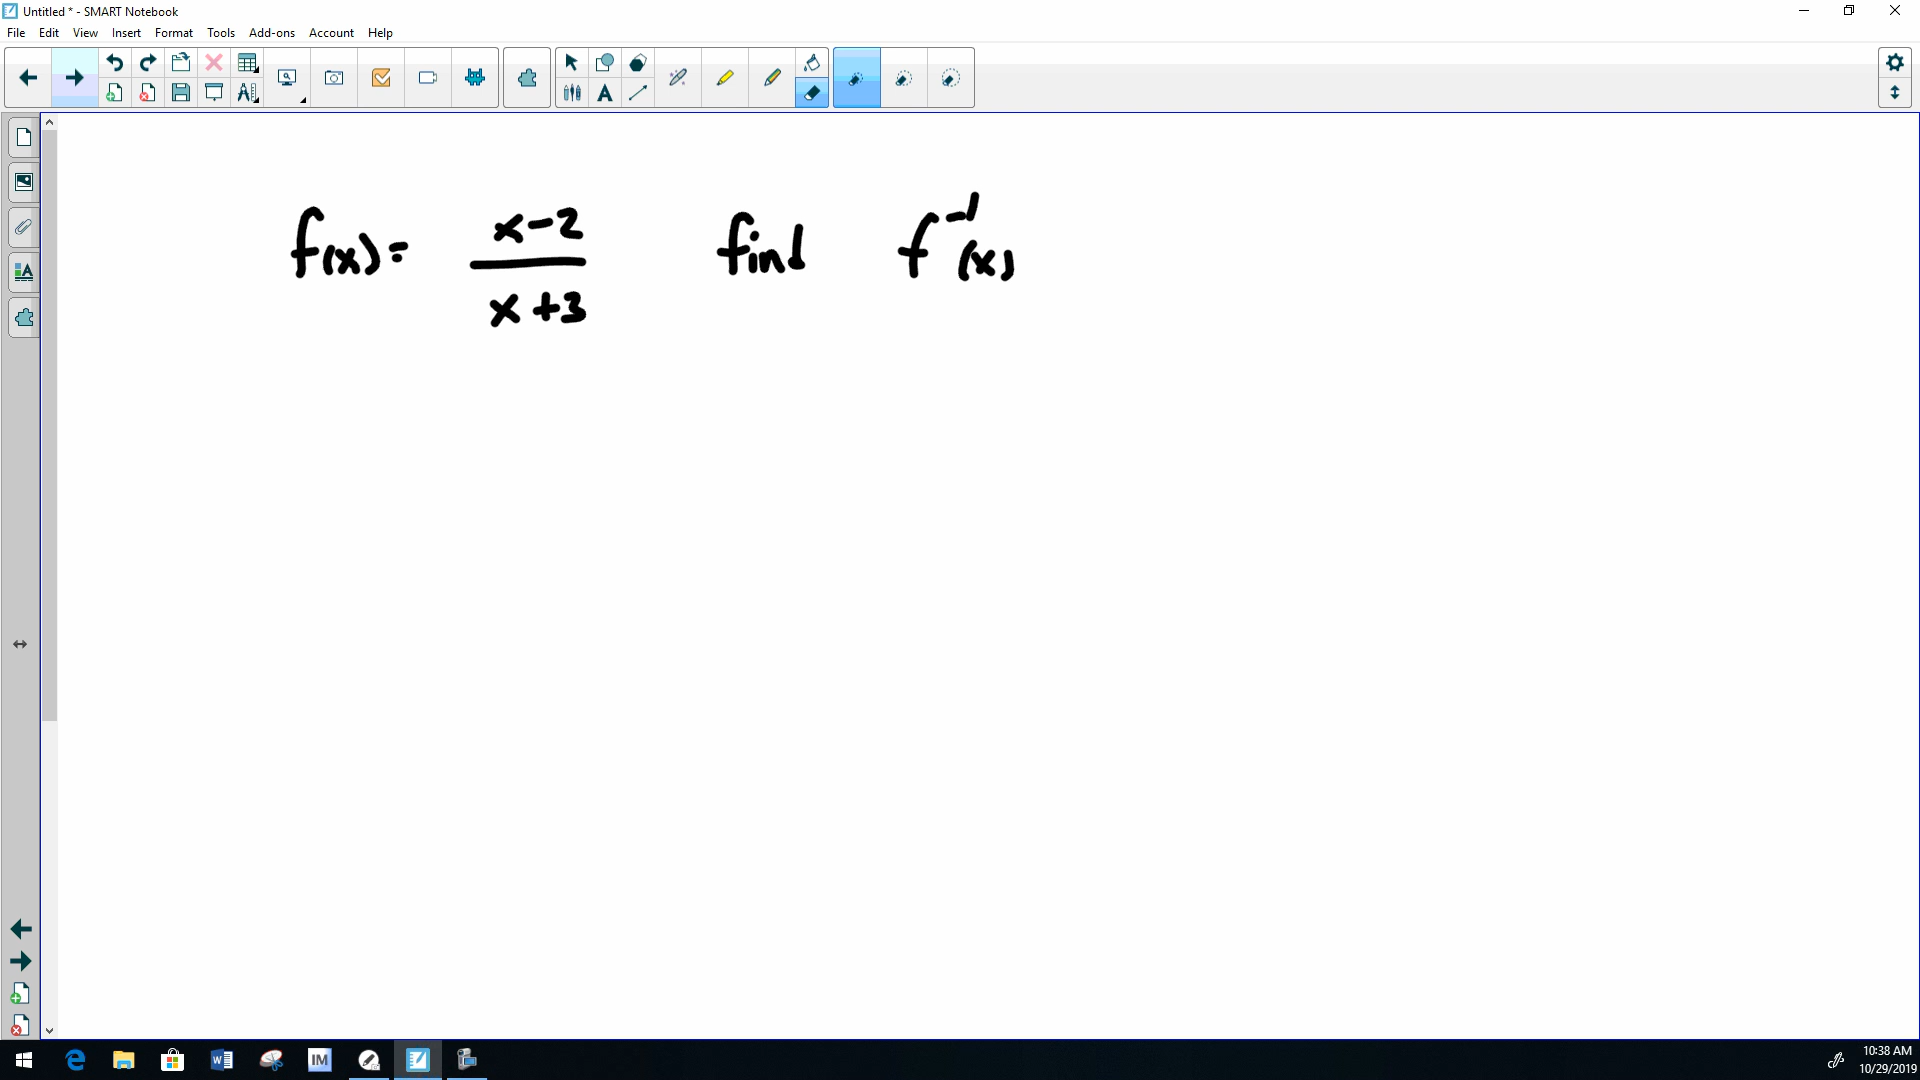 Untitled * - SMART Notebook
File Edit View Insert Format Tools Add-ons Account Help
f(x) = x-2 / x+3 find f⁻¹(x)
IM
10:38 AM
10/29/2019